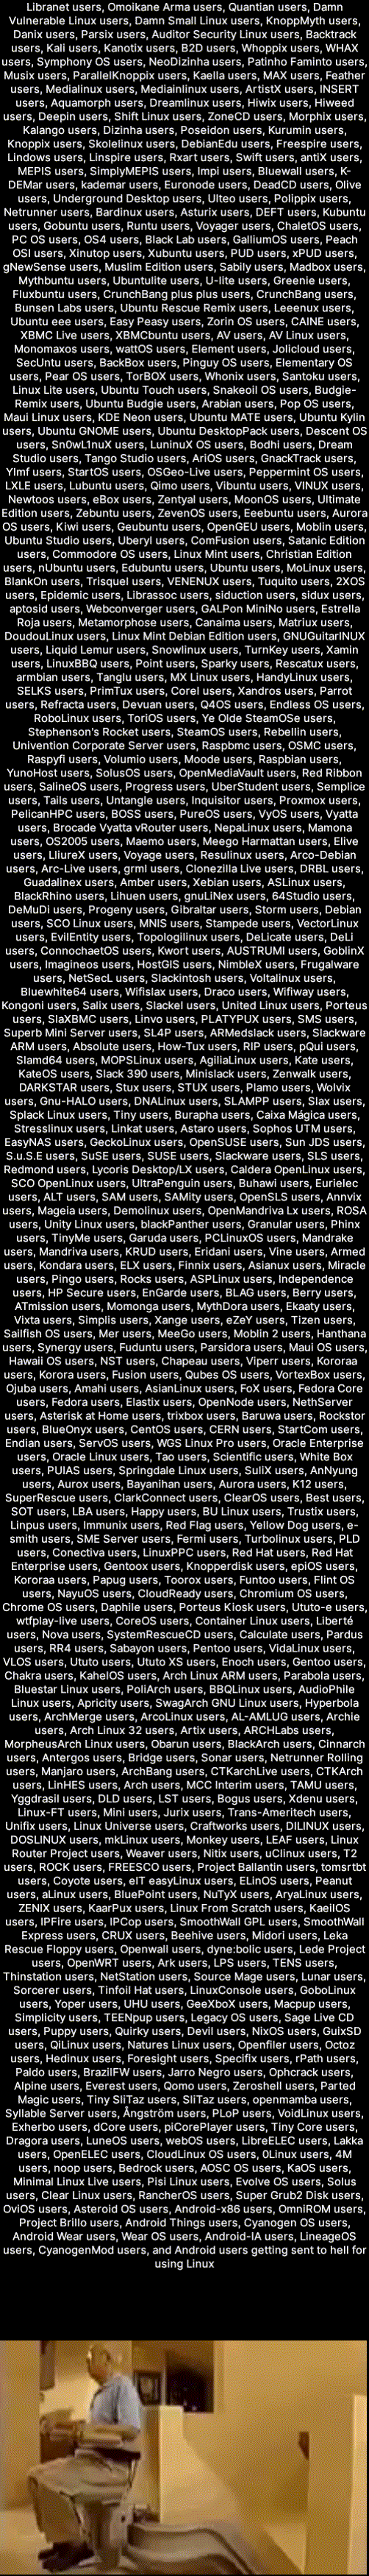 Libranet users, Omoikane Arma users, Quantian users, Damn
Vulnerable Linux users, Damn Small Linux users, KnoppMyth users,
Danix users, Parsix users, Auditor Security Linux users, Backtrack
users, Kali users, Kanotix users, B2D users, Whoppix users, WHAX
users, Symphony OS users, NeoDizinha users, Patinho Faminto users,
Musix users, ParallelKnoppix users, Kaella users, MAX users, Feather
users, Medialinux users, Mediainlinux users, ArtistX users, INSERT
users, Aquamorph users, Dreamlinux users, Hiwix users, Hiweed
users, Deepin users, Shift Linux users, ZoneCD users, Morphix users,
Kalango users, Dizinha users, Poseidon users, Kurumin users,
Knoppix users, Skolelinux users, DebianEdu users, Freespire users,
Lindows users, Linspire users, Rxart users, Swift users, antiX users,
MEPIS users, SimplyMEPIS users, Impi users, Bluewall users, K-
DEMar users, kademar users, Euronode users, DeadCD users, Olive
users, Underground Desktop users, Ulteo users, Polippix users,
Netrunner users, Bardinux users, Asturix users, DEFT users, Kubuntu
users, Gobuntu users, Runtu users, Voyager users, ChaletOS users,
PC OS users, OS4 users, Black Lab users, GalliumOS users, Peach
OSI users, Xinutop users, Xubuntu users, PUD users, xPUD users,
gNewSense users, Muslim Edition users, Sabily users, Madbox users,
Mythbuntu users, Ubuntulite users, U-lite users, Greenie users,
Fluxbuntu users, CrunchBang plus plus users, CrunchBang users,
Bunsen Labs users, Ubuntu Rescue Remix users, Leeenux users,
Ubuntu eee users, Easy Peasy users, Zorin OS users, CAINE users,
XBMC Live users, XBMCbuntu users, AV users, AV Linux users,
Monomaxos users, wattOS users, Element users, Jolicloud users,
SecUntu users, BackBox users, Pinguy OS users, Elementary OS
users, Pear OS users, TorBOX users, Whonix users, Santoku users,
Linux Lite users, Ubuntu Touch users, Snakeoil OS users, Budgie-
Remix users, Ubuntu Budgie users, Arabian users, Pop OS users,
Maui Linux users, KDE Neon users, Ubuntu MATE users, Ubuntu Kylin
users, Ubuntu GNOME users, Ubuntu DesktopPack users, Descent OS
users, Sn0wL1nuX users, LuninuX OS users, Bodhi users, Dream
Studio users, Tango Studio users, AriOS users, GnackTrack users,
Ylmf users, StartOS users, OSGeo-Live users, Peppermint OS users,
LXLE users, Lubuntu users, Qimo users, Vibuntu users, VINUX users,
Newtoos users, eBox users, Zentyal users, MoonOS users, Ultimate
Edition users, Zebuntu users, ZevenOS users, Eeebuntu users, Aurora
OS users, Kiwi users, Geubuntu users, OpenGEU users, Moblin users,
Ubuntu Studio users, Uberyl users, ComFusion users, Satanic Edition
users, Commodore OS users, Linux Mint users, Christian Edition
users, nUbuntu users, Edubuntu users, Ubuntu users, MoLinux users,
BlankOn users, Trisquel users, VENENUX users, Tuquito users, 2XOS
users, Epidemic users, Librassoc users, siduction users, sidux users,
aptosid users, Webconverger users, GALPon MiniNo users, Estrella
Roja users, Metamorphose users, Canaima users, Matriux users,
DoudouLinux users, Linux Mint Debian Edition users, GNUGuitarINUX
users, Liquid Lemur users, Snowlinux users, TurnKey users, Xamin
users, LinuxBBQ users, Point users, Sparky users, Rescatux users,
armbian users, Tanglu users, MX Linux users, HandyLinux users,
SELKS users, PrimTux users, Corel users, Xandros users, Parrot
users, Refracta users, Devuan users, Q4OS users, Endless OS users,
RoboLinux users, ToriOS users, Ye Olde SteamOSe users,
Stephenson's Rocket users, SteamOS users, Rebellin users,
Univention Corporate Server users, Raspbmc users, OSMC users,
Raspyfi users, Volumio users, Moode users, Raspbian users,
YunoHost users, SolusOS users, OpenMediaVault users, Red Ribbon
users, SalineOS users, Progress users, UberStudent users, Semplice
users, Tails users, Untangle users, Inquisitor users, Proxmox users,
PelicanHPC users, BOSS users, PureOS users, VyOS users, Vyatta
users, Brocade Vyatta vRouter users, NepaLinux users, Mamona
users, OS2005 users, Maemo users, Meego Harmattan users, Elive
users, LliureX users, Voyage users, Resulinux users, Arco-Debian
users, Arc-Live users, grml users, Clonezilla Live users, DRBL users,
Guadalinex users, Amber users, Xebian users, ASLinux users,
BlackRhino users, Lihuen users, gnuLiNex users, 64Studio users,
DeMuDi users, Progeny users, Gibraltar users, Storm users, Debian
users, SCO Linux users, MNIS users, Stampede users, VectorLinux
users, EvilEntity users, Topologilinux users, DeLicate users, DeLi
users, ConnochaetOS users, Kwort users, AUSTRUMI users, GoblinX
users, Imagineos users, HostGIS users, NimbleX users, Frugalware
users, NetSecL users, Slackintosh users, Voltalinux users,
Bluewhite64 users, Wifislax users, Draco users, Wifiway users,
Kongoni users, Salix users, Slackel users, United Linux users, Porteus
users, SlaXBMC users, Linvo users, PLATYPUX users, SMS users,
Superb Mini Server users, SL4P users, ARMedslack users, Slackware
ARM users, Absolute users, How-Tux users, RIP users, pQui users,
Slamd64 users, MOPSLinux users, AgiliaLinux users, Kate users,
KateOS users, Slack 390 users, Minislack users, Zenwalk users,
DARKSTAR users, Stux users, STUX users, Plamo users, Wolvix
users, Gnu-HALO users, DNALinux users, SLAMPP users, Slax users,
Splack Linux users, Tiny users, Burapha users, Caixa Mágica users,
Stresslinux users, Linkat users, Astaro users, Sophos UTM users,
EasyNAS users, GeckoLinux users, OpenSUSE users, Sun JDS users,
S.u.S.E users, SuSE users, SUSE users, Slackware users, SLS users,
Redmond users, Lycoris Desktop/LX users, Caldera OpenLinux users,
SCO OpenLinux users, UltraPenguin users, Buhawi users, Eurielec
users, ALT users, SAM users, SAMity users, OpenSLS users, Annvix
users, Mageia users, Demolinux users, OpenMandriva Lx users, ROSA
users, Unity Linux users, blackPanther users, Granular users, Phinx
users, TinyMe users, Garuda users, PCLinuxOS users, Mandrake
users, Mandriva users, KRUD users, Eridani users, Vine users, Armed
users, Kondara users, ELX users, Finnix users, Asianux users, Miracle
users, Pingo users, Rocks users, ASPLinux users, Independence
users, HP Secure users, EnGarde users, BLAG users, Berry users,
ATmission users, Momonga users, MythDora users, Ekaaty users,
Vixta users, Simplis users, Xange users, eZeY users, Tizen users,
Sailfish OS users, Mer users, MeeGo users, Moblin 2 users, Hanthana
users, Synergy users, Fuduntu users, Parsidora users, Maui OS users,
Hawaii OS users, NST users, Chapeau users, Viperr users, Kororaa
users, Korora users, Fusion users, Qubes OS users, VortexBox users,
Ojuba users, Amahi users, AsianLinux users, FoX users, Fedora Core
users, Fedora users, Elastix users, OpenNode users, NethServer
users, Asterisk at Home users, trixbox users, Baruwa users, Rockstor
users, BlueOnyx users, CentOS users, CERN users, StartCom users,
Endian users, ServOS users, WGS Linux Pro users, Oracle Enterprise
users, Oracle Linux users, Tao users, Scientific users, White Box
users, PUIAS users, Springdale Linux users, SuliX users, AnNyung
users, Aurox users, Bayanihan users, Aurora users, K12 users,
SuperRescue users, ClarkConnect users, ClearOS users, Best users,
SOT users, LBA users, Happy users, BU Linux users, Trustix users,
Linpus users, Immunix users, Red Flag users, Yellow Dog users, e-
smith users, SME Server users, Fermi users, Turbolinux users, PLD
users, Conectiva users, LinuxPPC users, Red Hat users, Red Hat
Enterprise users, Gentoox users, Knopperdisk users, epiOS users,
Kororaa users, Papug users, Toorox users, Funtoo users, Flint OS
users, NayuOS users, CloudReady users, Chromium OS users,
Chrome OS users, Daphile users, Porteus Kiosk users, Ututo-e users,
wtfplay-live users, CoreOS users, Container Linux users, Liberté
users, Nova users, SystemRescueCD users, Calculate users, Pardus
users, RR4 users, Sabayon users, Pentoo users, VidaLinux users,
VLOS users, Ututo users, Ututo XS users, Enoch users, Gentoo users,
Chakra users, KahelOS users, Arch Linux ARM users, Parabola users,
Bluestar Linux users, PoliArch users, BBQLinux users, AudioPhile
Linux users, Apricity users, SwagArch GNU Linux users, Hyperbola
users, ArchMerge users, ArcoLinux users, AL-AMLUG users, Archie
users, Arch Linux 32 users, Artix users, ARCHLabs users,
MorpheusArch Linux users, Obarun users, BlackArch users, Cinnarch
users, Antergos users, Bridge users, Sonar users, Netrunner Rolling
users, Manjaro users, ArchBang users, CTKarchLive users, CTKArch
users, LinHES users, Arch users, MCC Interim users, TAMU users,
Yggdrasil users, DLD users, LST users, Bogus users, Xdenu users,
Linux-FT users, Mini users, Jurix users, Trans-Ameritech users,
Unifix users, Linux Universe users, Craftworks users, DILINUX users,
DOSLINUX users, mkLinux users, Monkey users, LEAF users, Linux
Router Project users, Weaver users, Nitix users, uClinux users, T2
users, ROCK users, FREESCO users, Project Ballantin users, tomsrtbt
users, Coyote users, eIT easyLinux users, ELinOS users, Peanut
users, aLinux users, BluePoint users, NuTyX users, AryaLinux users,
ZENIX users, KaarPux users, Linux From Scratch users, KaeilOS
users, IPFire users, IPCop users, SmoothWall GPL users, SmoothWall
Express users, CRUX users, Beehive users, Midori users, Leka
Rescue Floppy users, Openwall users, dyne:bolic users, Lede Project
users, OpenWRT users, Ark users, LPS users, TENS users,
Thinstation users, NetStation users, Source Mage users, Lunar users,
Sorcerer users, Tinfoil Hat users, LinuxConsole users, GoboLinux
users, Yoper users, UHU users, GeeXboX users, Macpup users,
Simplicity users, TEENpup users, Legacy OS users, Sage Live CD
users, Puppy users, Quirky users, Devil users, NixOS users, GuixSD
users, QiLinux users, Natures Linux users, Openfiler users, Octoz
users, Hedinux users, Foresight users, Specifix users, rPath users,
Paldo users, BrazilFW users, Jarro Negro users, Ophcrack users,
Alpine users, Everest users, Qomo users, Zeroshell users, Parted
Magic users, Tiny SliTaz users, SliTaz users, openmamba users,
Syllable Server users, Ångström users, PLoP users, VoidLinux users,
Exherbo users, dCore users, piCorePlayer users, Tiny Core users,
Dragora users, LuneOS users, webOS users, LibreELEC users, Lakka
users, OpenELEC users, CloudLinux OS users, 0Linux users, 4M
users, noop users, Bedrock users, AOSC OS users, KaOS users,
Minimal Linux Live users, Pisi Linux users, Evolve OS users, Solus
users, Clear Linux users, RancherOS users, Super Grub2 Disk users,
OviOS users, Asteroid OS users, Android-x86 users, OmniROM users,
Project Brillo users, Android Things users, Cyanogen OS users,
Android Wear users, Wear OS users, Android-IA users, LineageOS
users, CyanogenMod users, and Android users getting sent to hell for
using Linux